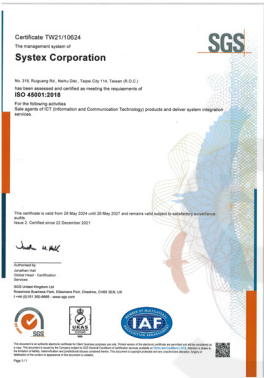 Certificate TW21/10624
SGS
The management system of
Systex Corporation
No. 318, Ruiguang Rd., Neihu Dist., Taipei City 114, Taiwan (R.O.C.)
has been assessed and certified as meeting the requirements of
ISO 45001:2018
For the following activities
Sale agents of ICT (Information and Communication Technology) products and deliver system integration
services.
This certificate is valid from 28 May 2024 until 28 May 2027 and remains valid subject to satisfactory surveillance
audits.
Issue 2. Certified since 22 December 2021
Authorised by
Jonathan Hall
Global Head - Certification
Services
SGS United Kingdom Ltd
Rossmore Business Park, Ellesmere Port, Cheshire, CH65 3EN, UK
t +44 (0)151 350-6666 - www.sgs.com
SGS
UKAS
IAF
Page 1 / 1